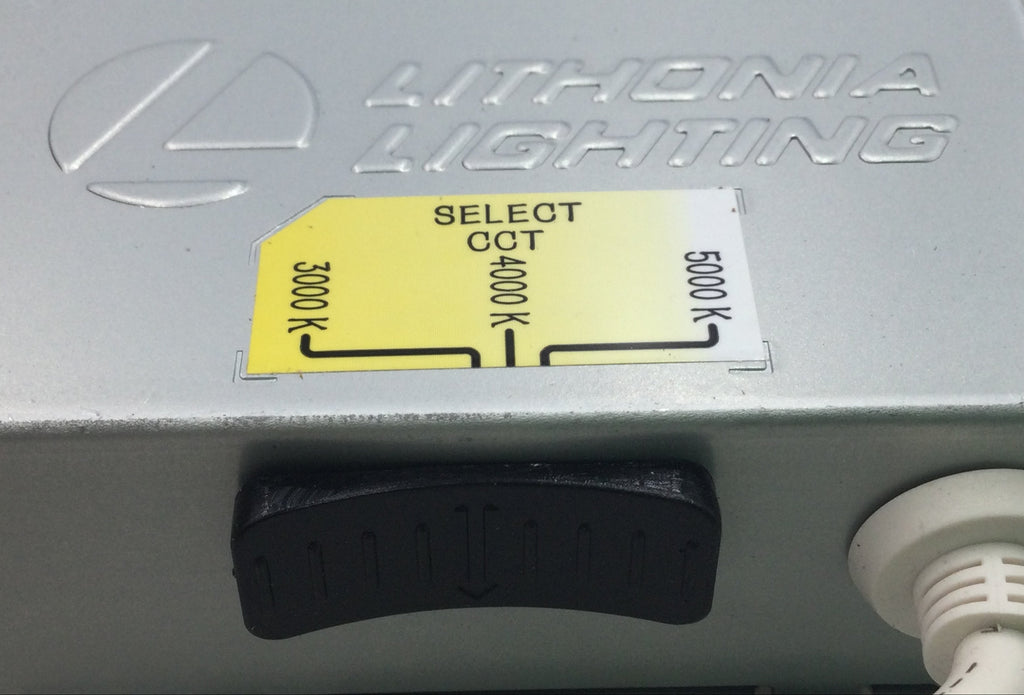 LITHONIA
LIGHTING
SELECT
CCT
3000 K
4000 K
5000 K